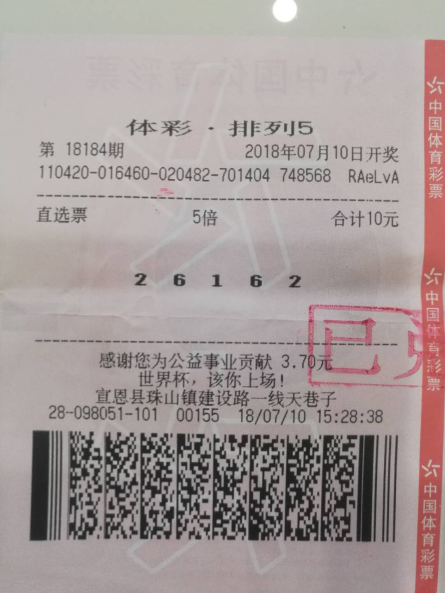 体彩·排列5
第 18184期 2018年07月10日开奖
110420-016460-020482-701404 748568 RAeLvA
直选票 5倍 合计10元
2 6 1 6 2
感谢您为公益事业贡献 3.70元
世界杯，该你上场！
宣恩县珠山镇建设路一线天巷子
28-098051-101 00155 18/07/10 15:28:38
已
中国体育彩票
中国体育彩票
中国体育彩票